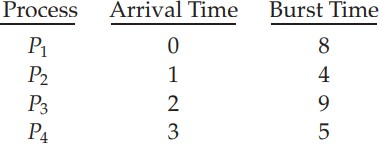 Process Arrival Time Burst Time
P1 0 8
P2 1 4
P3 2 9
P4 3 5